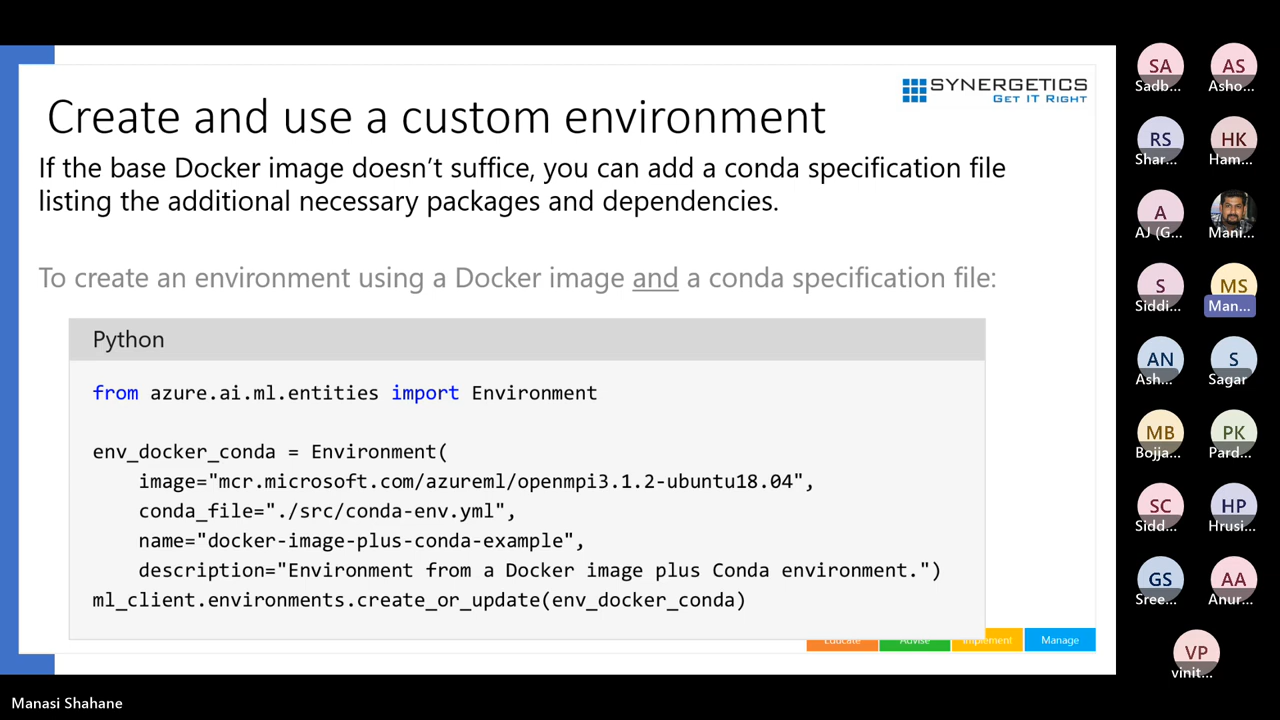 SYNERGETICS
GET IT RIGHT
Create and use a custom environment
If the base Docker image doesn’t suffice, you can add a conda specification file
listing the additional necessary packages and dependencies.
To create an environment using a Docker image and a conda specification file:
Python
from azure.ai.ml.entities import Environment
env_docker_conda = Environment(
    image="mcr.microsoft.com/azureml/openmpi3.1.2-ubuntu18.04",
    conda_file="./src/conda-env.yml",
    name="docker-image-plus-conda-example",
    description="Environment from a Docker image plus Conda environment.")
ml_client.environments.create_or_update(env_docker_conda)
Educate Advise Implement Manage
SA AS
Sadb... Asho...
RS HK
Shar... Ham...
A
AJ (G... Mani...
S MS
Siddi... Man...
AN S
Ash... Sagar
MB PK
Bojja... Pard...
SC HP
Sidd... Hrusi...
GS AA
Sree... Anur...
VP
vinit...
Manasi Shahane